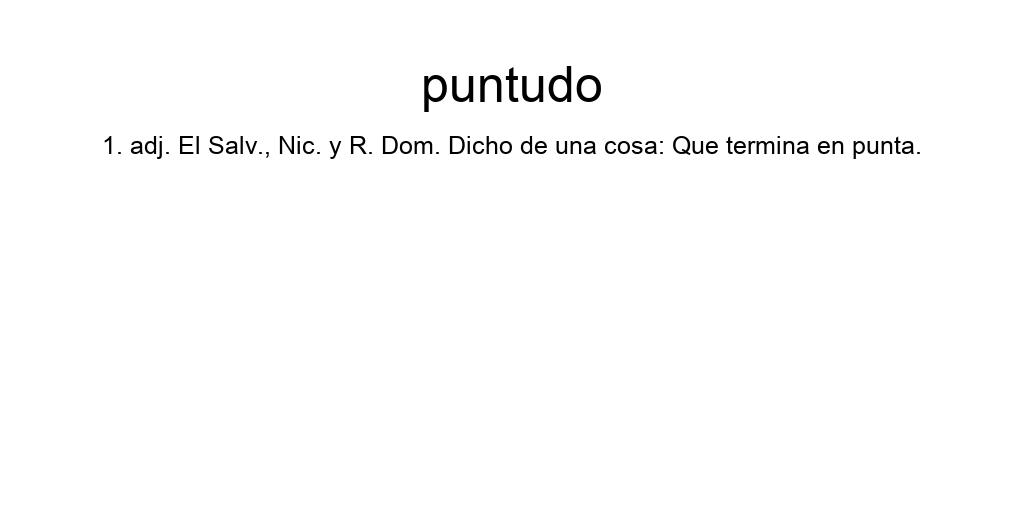 puntudo
1. adj. El Salv., Nic. y R. Dom. Dicho de una cosa: Que termina en punta.